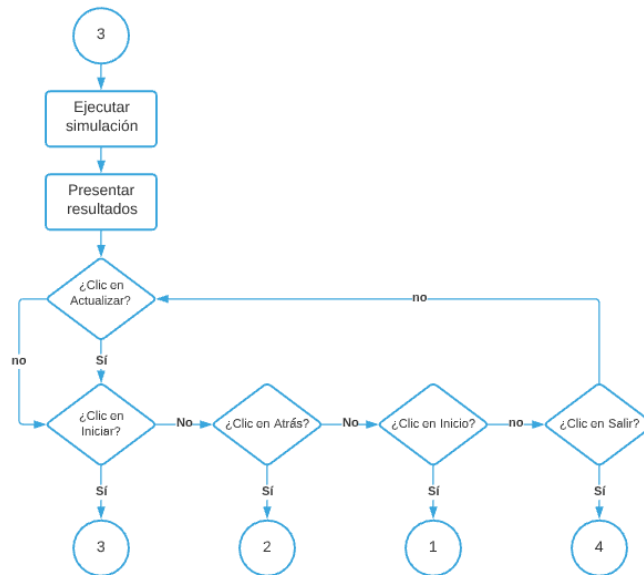 3
Ejecutar
simulación
Presentar
resultados
¿Clic en
Actualizar?
no
no
Sí
¿Clic en
Iniciar?
No
¿Clic en Atrás?
No
¿Clic en Inicio?
no
¿Clic en Salir?
Sí
Sí
Sí
Sí
3
2
1
4